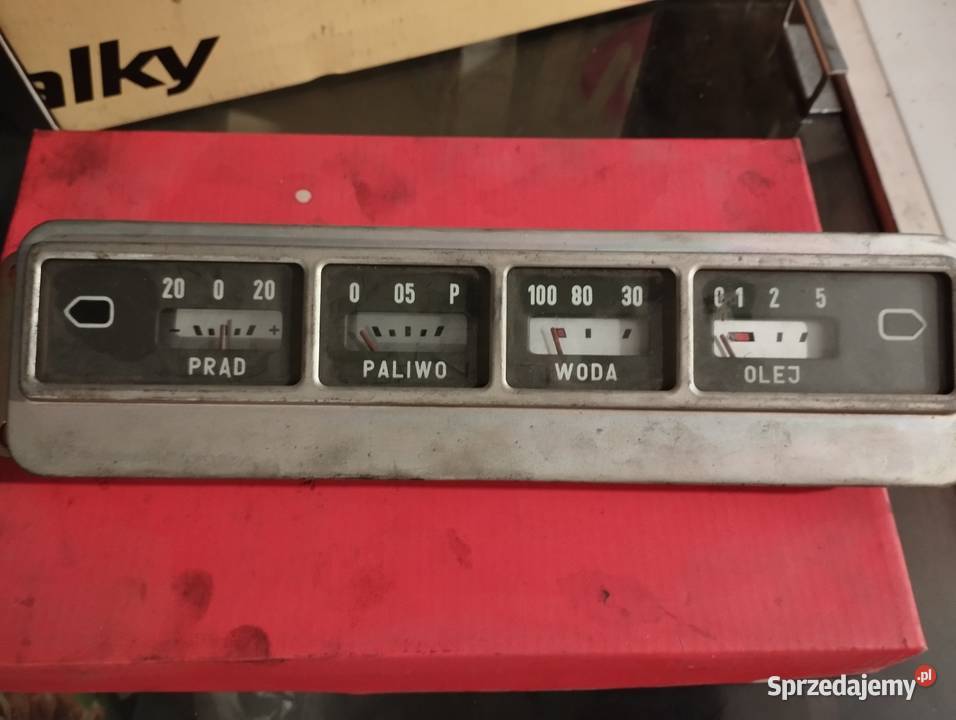 alky
20 0 20
- +
PRĄD
0 05 P
PALIWO
100 80 30
WODA
0 1 2 5
OLEJ
Sprzedajemy.pl